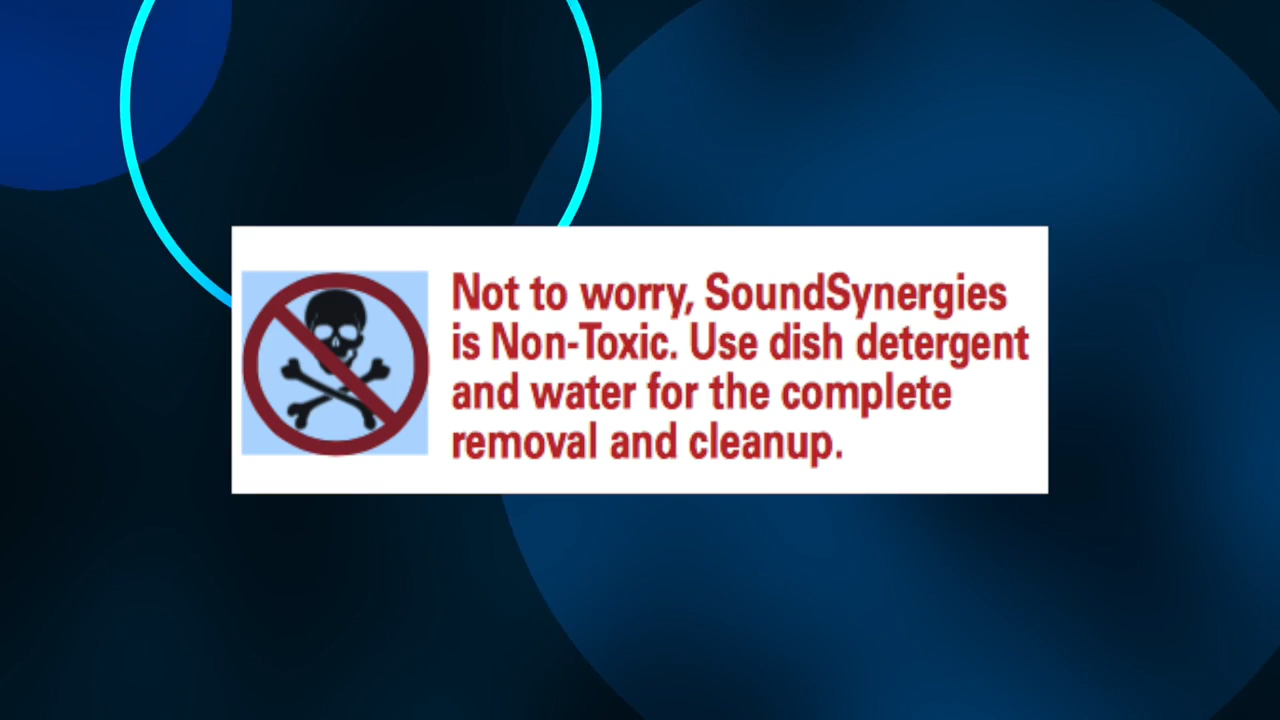 Not to worry, SoundSynergies
is Non-Toxic. Use dish detergent
and water for the complete
removal and cleanup.